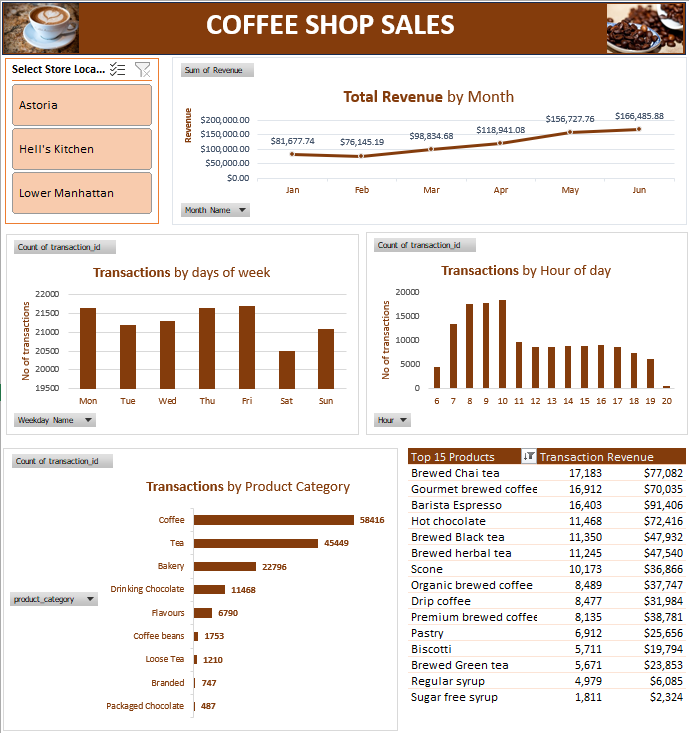 COFFEE SHOP SALES
Select Store Loca...
Astoria
Hell's Kitchen
Lower Manhattan
Sum of Revenue
Total Revenue by Month
Revenue
$200,000.00
$150,000.00
$100,000.00
$50,000.00
$0.00
$81,677.74
$76,145.19
$98,834.68
$118,941.08
$156,727.76
$166,485.88
Jan Feb Mar Apr May Jun
Month Name
Count of transaction_id
Transactions by days of week
No of transactions
22000
21500
21000
20500
20000
19500
Mon Tue Wed Thu Fri Sat Sun
Weekday Name
Count of transaction_id
Transactions by Hour of day
No of transactions
20000
15000
10000
5000
0
6 7 8 9 10 11 12 13 14 15 16 17 18 19 20
Hour
Count of transaction_id
Transactions by Product Category
Coffee 58416
Tea 45449
Bakery 22796
Drinking Chocolate 11468
Flavours 6790
Coffee beans 1753
Loose Tea 1210
Branded 747
Packaged Chocolate 487
product_category
Top 15 Products Transaction Revenue
Brewed Chai tea 17,183 $77,082
Gourmet brewed coffee 16,912 $70,035
Barista Espresso 16,403 $91,406
Hot chocolate 11,468 $72,416
Brewed Black tea 11,350 $47,932
Brewed herbal tea 11,245 $47,540
Scone 10,173 $36,866
Organic brewed coffee 8,489 $37,747
Drip coffee 8,477 $31,984
Premium brewed coffee 8,135 $38,781
Pastry 6,912 $25,656
Biscotti 5,711 $19,794
Brewed Green tea 5,671 $23,853
Regular syrup 4,979 $6,085
Sugar free syrup 1,811 $2,324